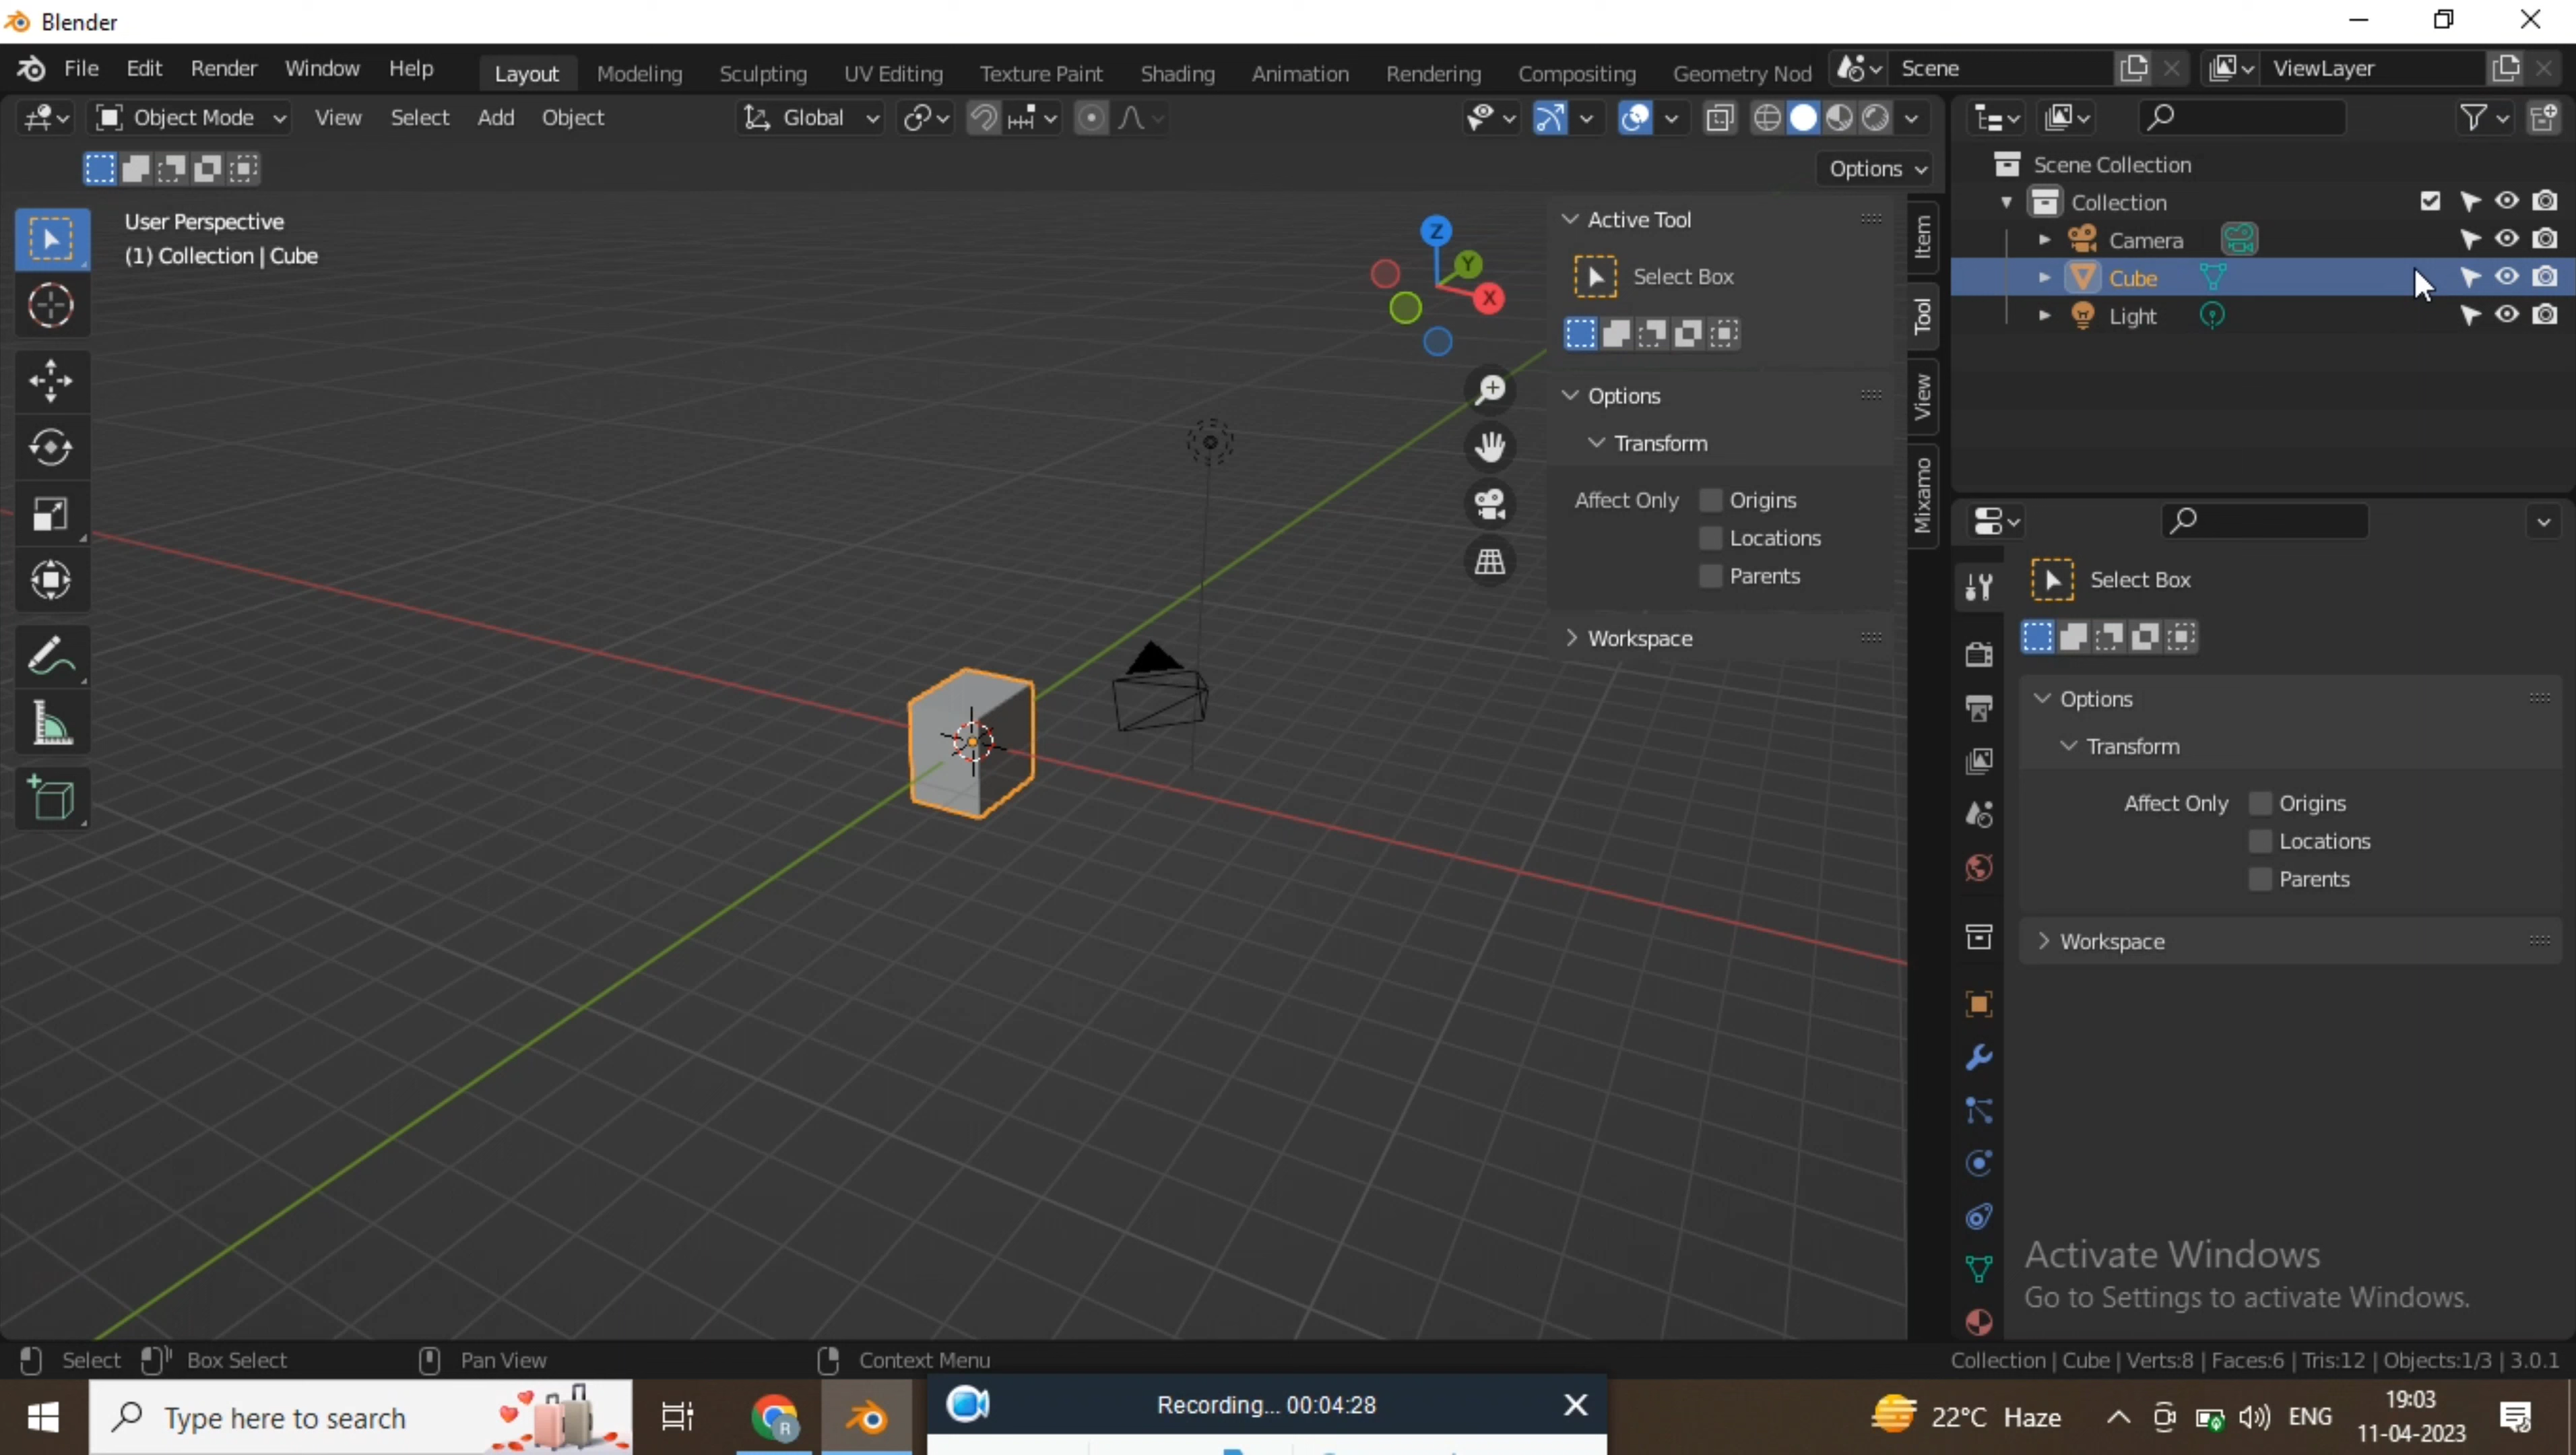 Blender
File Edit Render Window Help Layout Modeling Sculpting UV Editing Texture Paint Shading Animation Rendering Compositing Geometry Nod Scene ViewLayer
Object Mode View Select Add Object Global
Options
User Perspective
(1) Collection | Cube
Z
Y
X
Active Tool
Select Box
Options
Transform
Affect Only Origins
Locations
Parents
Workspace
Item
Tool
View
Mixamo
Scene Collection
Collection
Camera
Cube
Light
Select Box
Options
Transform
Affect Only Origins
Locations
Parents
Workspace
Activate Windows
Go to Settings to activate Windows.
Select Box Select Pan View Context Menu Collection | Cube | Verts:8 | Faces:6 | Tris:12 | Objects:1/3 | 3.0.1
Type here to search
R
Recording... 00:04:28
22°C Haze
ENG
19:03
11-04-2023